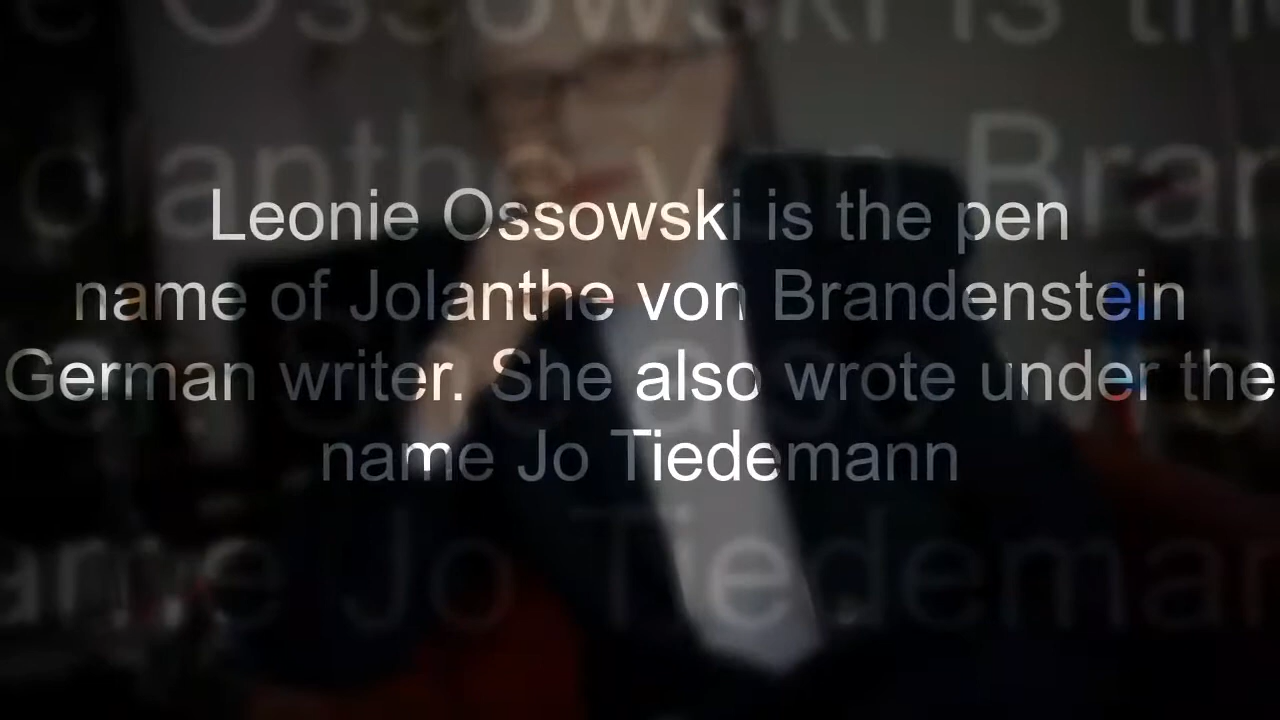 Leonie Ossowski is the pen
name of Jolanthe von Brandenstein
German writer. She also wrote under the
name Jo Tiedemann